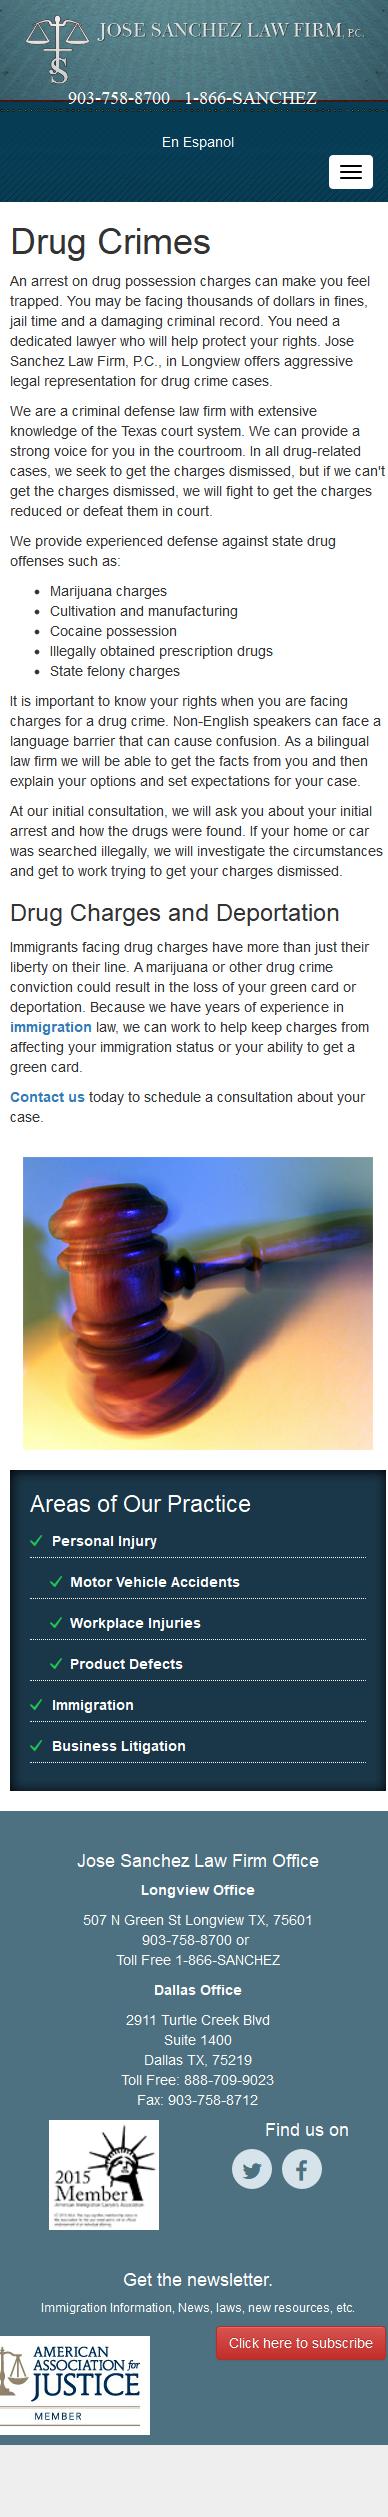 JOSE SANCHEZ LAW FIRM, P.C.
903-758-8700 1-866-SANCHEZ
En Espanol
Drug Crimes
An arrest on drug possession charges can make you feel
trapped. You may be facing thousands of dollars in fines,
jail time and a damaging criminal record. You need a
dedicated lawyer who will help protect your rights. Jose
Sanchez Law Firm, P.C., in Longview offers aggressive
legal representation for drug crime cases.
We are a criminal defense law firm with extensive
knowledge of the Texas court system. We can provide a
strong voice for you in the courtroom. In all drug-related
cases, we seek to get the charges dismissed, but if we can't
get the charges dismissed, we will fight to get the charges
reduced or defeat them in court.
We provide experienced defense against state drug
offenses such as:
• Marijuana charges
• Cultivation and manufacturing
• Cocaine possession
• Illegally obtained prescription drugs
• State felony charges
It is important to know your rights when you are facing
charges for a drug crime. Non-English speakers can face a
language barrier that can cause confusion. As a bilingual
law firm we will be able to get the facts from you and then
explain your options and set expectations for your case.
At our initial consultation, we will ask you about your initial
arrest and how the drugs were found. If your home or car
was searched illegally, we will investigate the circumstances
and get to work trying to get your charges dismissed.
Drug Charges and Deportation
Immigrants facing drug charges have more than just their
liberty on their line. A marijuana or other drug crime
conviction could result in the loss of your green card or
deportation. Because we have years of experience in
immigration law, we can work to help keep charges from
affecting your immigration status or your ability to get a
green card.
Contact us today to schedule a consultation about your
case.
Areas of Our Practice
Personal Injury
Motor Vehicle Accidents
Workplace Injuries
Product Defects
Immigration
Business Litigation
Jose Sanchez Law Firm Office
Longview Office
507 N Green St Longview TX, 75601
903-758-8700 or
Toll Free 1-866-SANCHEZ
Dallas Office
2911 Turtle Creek Blvd
Suite 1400
Dallas TX, 75219
Toll Free: 888-709-9023
Fax: 903-758-8712
2015
Member
American Immigration Lawyers Association
Find us on
Get the newsletter.
Immigration Information, News, laws, new resources, etc.
Click here to subscribe
AMERICAN
ASSOCIATION for
JUSTICE
MEMBER